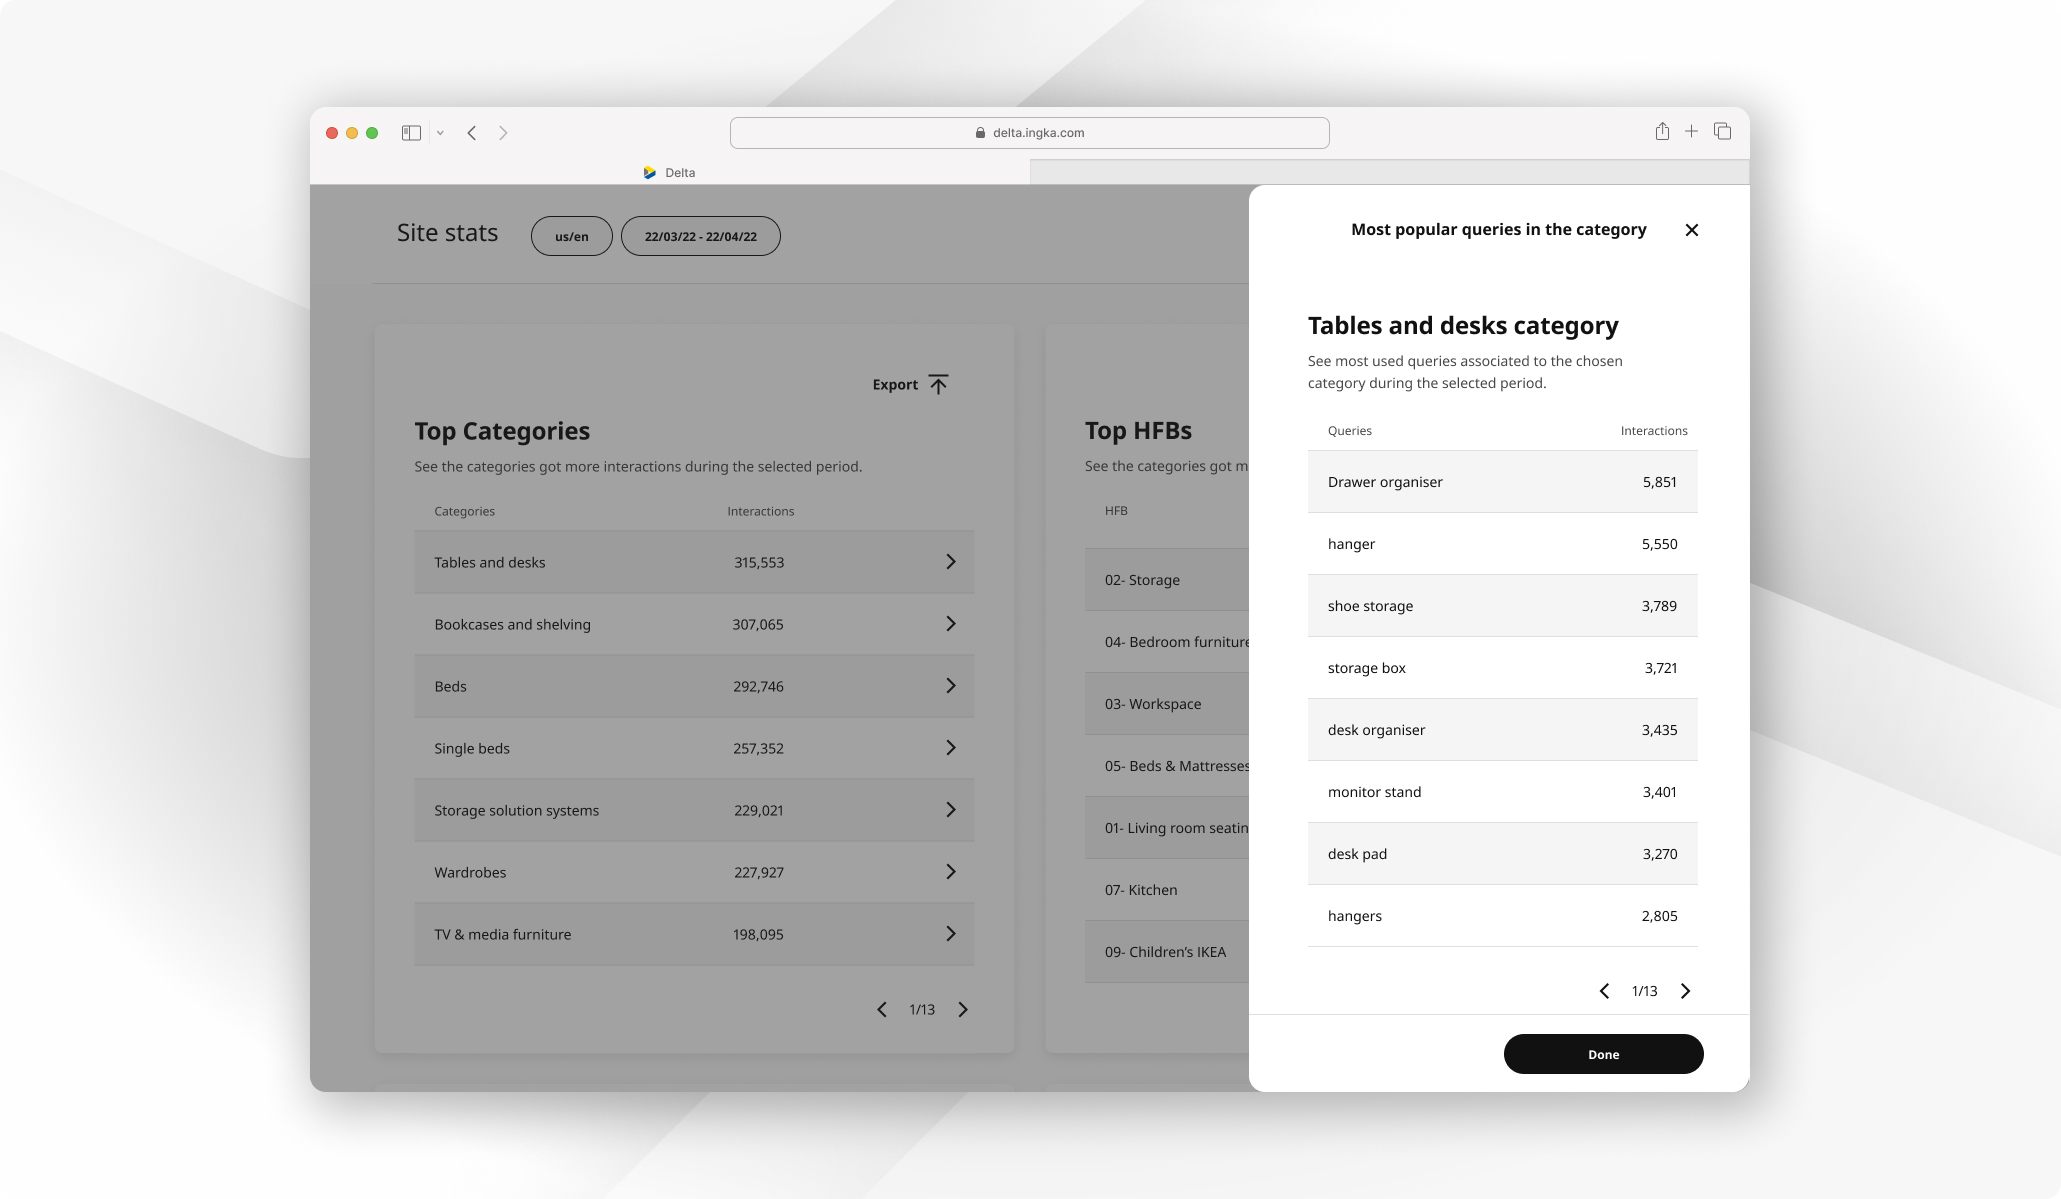 delta.ingka.com
Delta
Site stats
us/en
22/03/22 - 22/04/22
Export
Top Categories
See the categories got more interactions during the selected period.
Categories Interactions
Tables and desks 315,553
Bookcases and shelving 307,065
Beds 292,746
Single beds 257,352
Storage solution systems 229,021
Wardrobes 227,927
TV & media furniture 198,095
1/13
Top HFBs
See the categories got m
HFB
02- Storage
04- Bedroom furniture
03- Workspace
05- Beds & Mattresses
01- Living room seatin
07- Kitchen
09- Children’s IKEA
Most popular queries in the category
Tables and desks category
See most used queries associated to the chosen
category during the selected period.
Queries Interactions
Drawer organiser 5,851
hanger 5,550
shoe storage 3,789
storage box 3,721
desk organiser 3,435
monitor stand 3,401
desk pad 3,270
hangers 2,805
1/13
Done